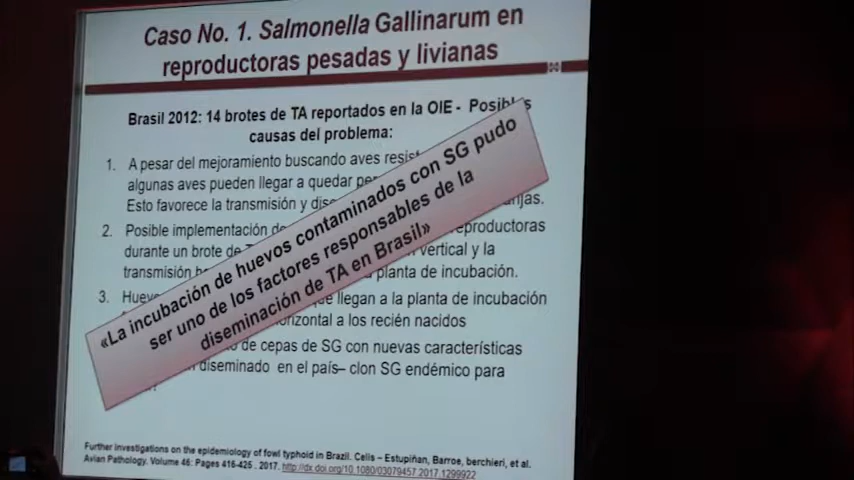 Caso No. 1. Salmonella Gallinarum en
reproductoras pesadas y livianas
Brasil 2012: 14 brotes de TA reportados en la OIE - Posibles
causas del problema:
1. A pesar del mejoramiento buscando aves
algunas aves pueden llegar a quedar
Esto favorece la transmisión y
2. Posible implementación
reproductoras
durante un brote de
vertical y la
transmisión
planta de incubación.
3.
llegan a la planta de incubación
a los recién nacidos
de cepas de SG con nuevas características
diseminado en el país– clon SG endémico para
«La incubación de huevos contaminados con SG pudo
ser uno de los factores responsables de la
diseminación de TA en Brasil»
Further investigations on the epidemiology of fowl typhoid in Brazil. Celis – Estupiñan, Barroe, berchieri, et al.
Avian Pathology. Volume 46: Pages 416-425 . 2017. http://dx.doi.org/10.1080/03079457.2017.1299922